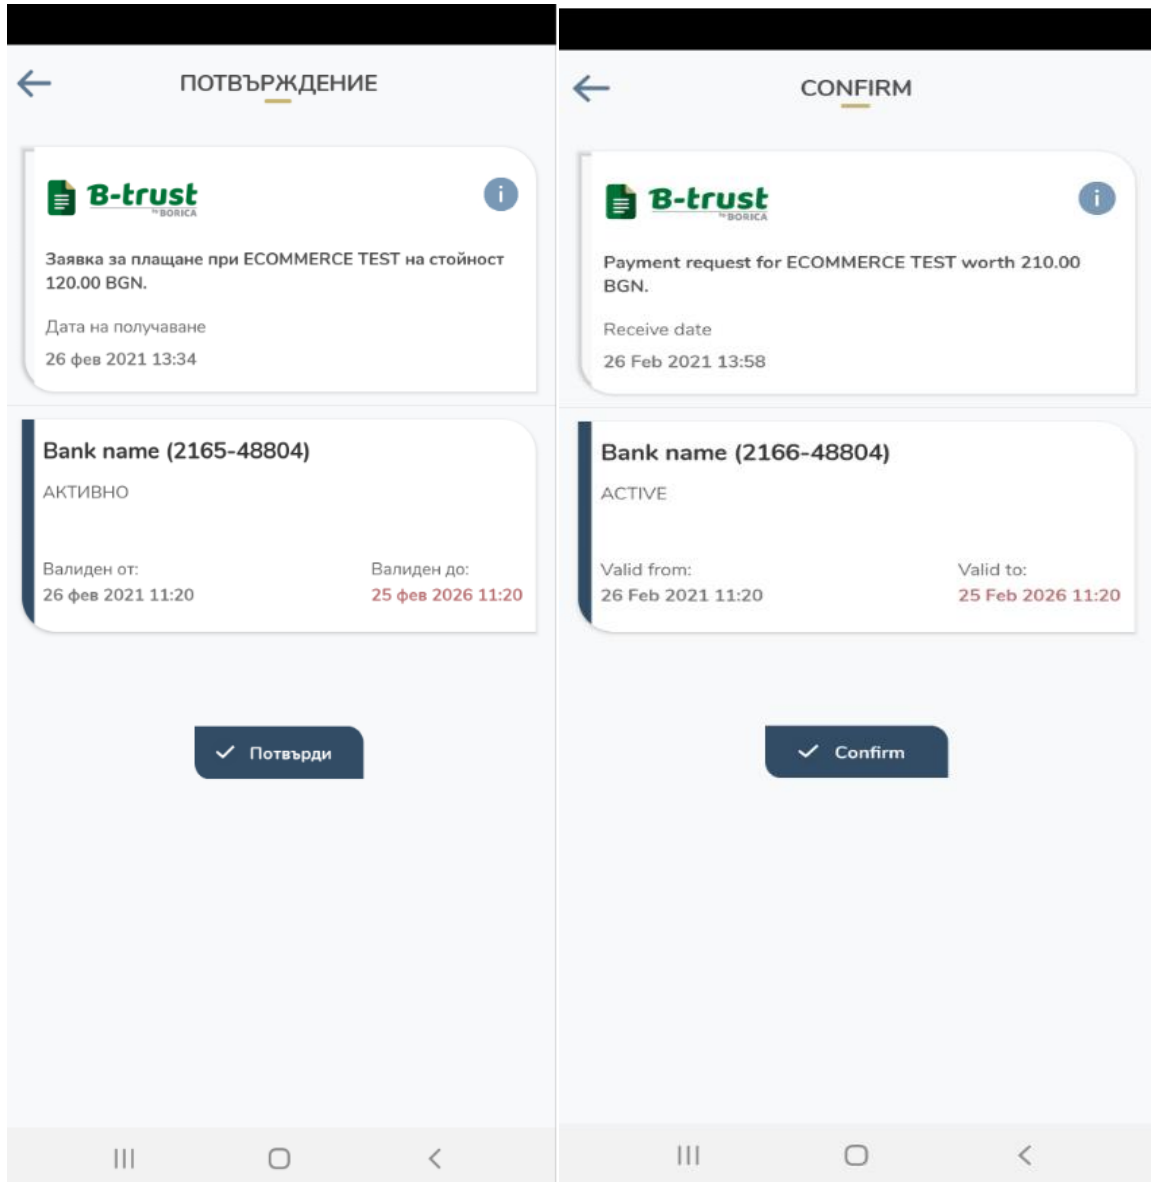 ПОТВЪРЖДЕНИЕ
B-trust
by BORICA
Заявка за плащане при ECOMMERCE TEST на стойност
120.00 BGN.
Дата на получаване
26 фев 2021 13:34
Bank name (2165-48804)
АКТИВНО
Валиден от: Валиден до:
26 фев 2021 11:20 25 фев 2026 11:20
Потвърди
CONFIRM
B-trust
by BORICA
Payment request for ECOMMERCE TEST worth 210.00
BGN.
Receive date
26 Feb 2021 13:58
Bank name (2166-48804)
ACTIVE
Valid from: Valid to:
26 Feb 2021 11:20 25 Feb 2026 11:20
Confirm